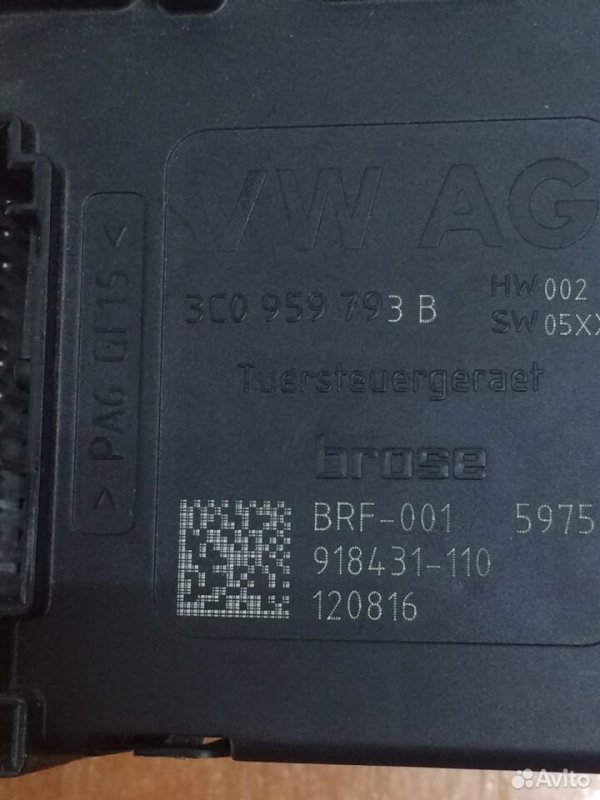 VW AG
3C0 959 793 B
HW 002
SW 05XX
Tuersteuergeraet
brose
BRF-001 5975
918431-110
120816
> PA6 GF15 <
Avito